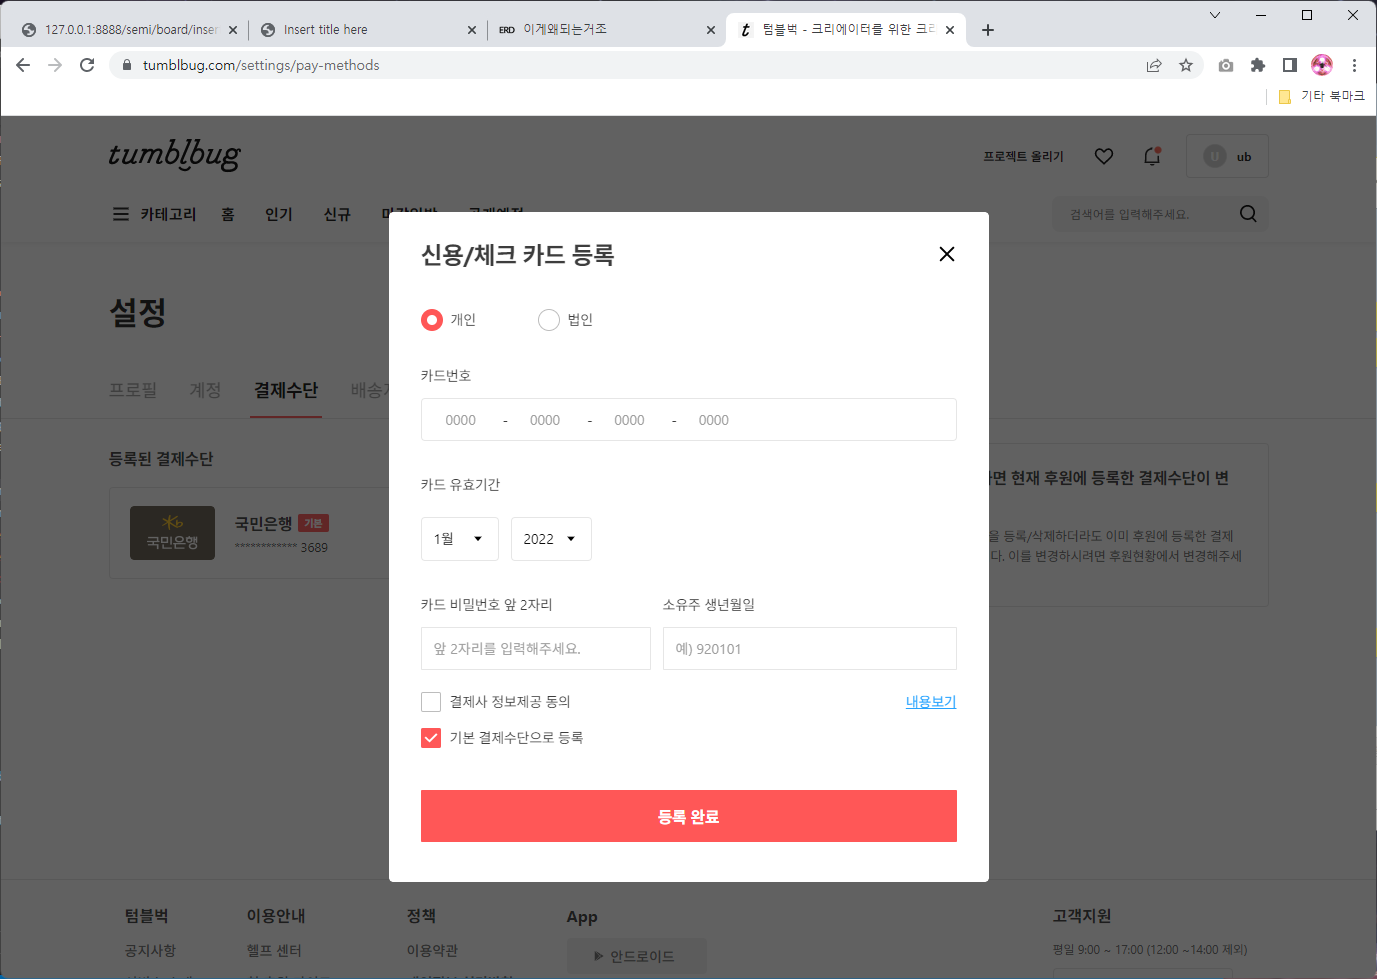 127.0.0.1:8888/semi/board/inser
Insert title here
ERD 이게왜되는거조
t 텀블벅 - 크리에이터를 위한 크
tumblbug.com/settings/pay-methods
기타 북마크
tumblbug
프로젝트 올리기
U ub
카테고리 홈 인기 신규
검색어를 입력해주세요.
설정
프로필 계정 결제수단 배송
등록된 결제수단
국민은행
국민은행 기본
************ 3689
신용/체크 카드 등록
개인 법인
카드번호
0000 - 0000 - 0000 - 0000
카드 유효기간
1월 2022
카드 비밀번호 앞 2자리 소유주 생년월일
앞 2자리를 입력해주세요. 예) 920101
결제사 정보제공 동의 내용보기
기본 결제수단으로 등록
등록 완료
면 현재 후원에 등록한 결제수단이 변
을 등록/삭제하더라도 이미 후원에 등록한 결제
다. 이를 변경하시려면 후원현황에서 변경해주세
텀블벅 이용안내 정책 App 고객지원
공지사항 헬프 센터 이용약관 안드로이드 평일 9:00 ~ 17:00 (12:00 ~14:00 제외)